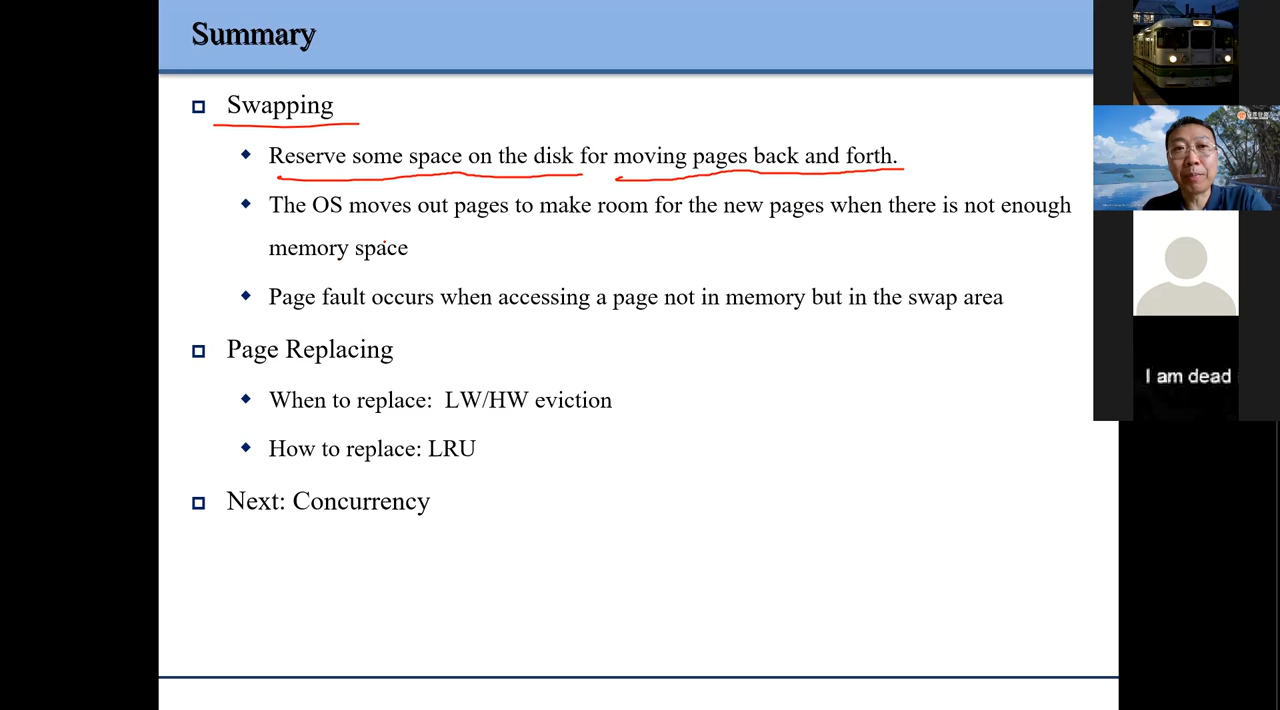 Summary
Swapping
Reserve some space on the disk for moving pages back and forth.
The OS moves out pages to make room for the new pages when there is not enough
memory space
Page fault occurs when accessing a page not in memory but in the swap area
Page Replacing
When to replace: LW/HW eviction
How to replace: LRU
Next: Concurrency
I am dead